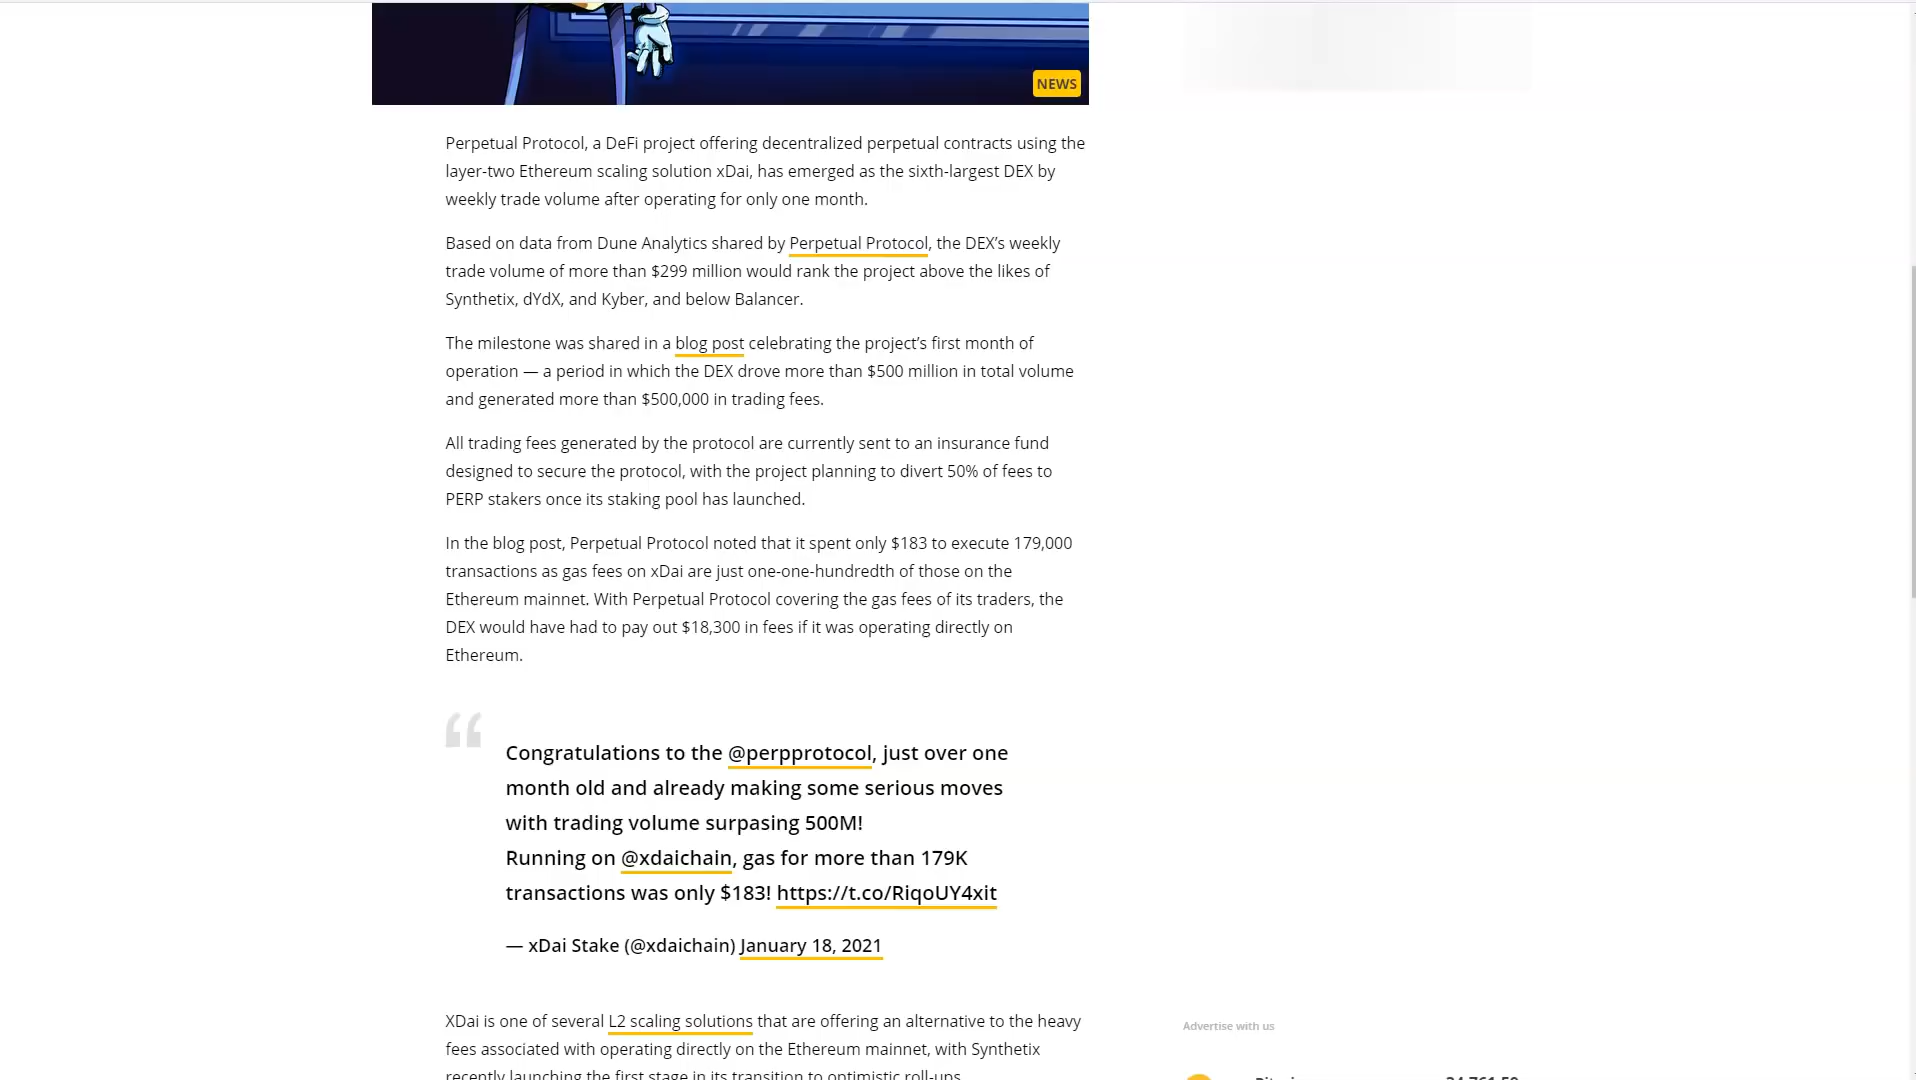 NEWS
Perpetual Protocol, a DeFi project offering decentralized perpetual contracts using the
layer-two Ethereum scaling solution xDai, has emerged as the sixth-largest DEX by
weekly trade volume after operating for only one month.
Based on data from Dune Analytics shared by Perpetual Protocol, the DEX’s weekly
trade volume of more than $299 million would rank the project above the likes of
Synthetix, dYdX, and Kyber, and below Balancer.
The milestone was shared in a blog post celebrating the project’s first month of
operation — a period in which the DEX drove more than $500 million in total volume
and generated more than $500,000 in trading fees.
All trading fees generated by the protocol are currently sent to an insurance fund
designed to secure the protocol, with the project planning to divert 50% of fees to
PERP stakers once its staking pool has launched.
In the blog post, Perpetual Protocol noted that it spent only $183 to execute 179,000
transactions as gas fees on xDai are just one-one-hundredth of those on the
Ethereum mainnet. With Perpetual Protocol covering the gas fees of its traders, the
DEX would have had to pay out $18,300 in fees if it was operating directly on
Ethereum.
Congratulations to the @perpprotocol, just over one
month old and already making some serious moves
with trading volume surpasing 500M!
Running on @xdaichain, gas for more than 179K
transactions was only $183! https://t.co/RiqoUY4xit
— xDai Stake (@xdaichain) January 18, 2021
XDai is one of several L2 scaling solutions that are offering an alternative to the heavy
fees associated with operating directly on the Ethereum mainnet, with Synthetix
recently launching the first stage in its transition to optimistic roll-ups.
Advertise with us